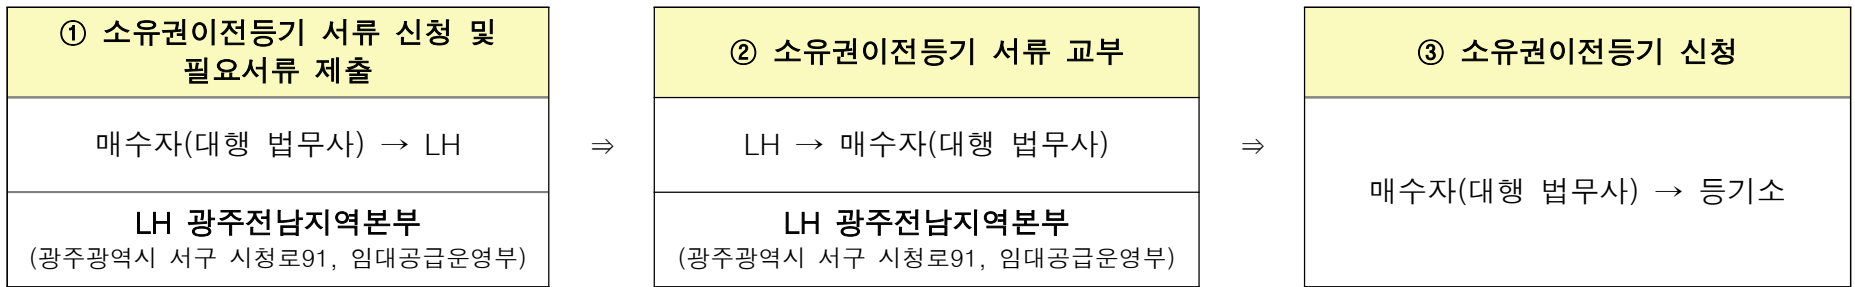 ① 소유권이전등기 서류 신청 및
필요서류 제출
매수자(대행 법무사) → LH
LH 광주전남지역본부
(광주광역시 서구 시청로91, 임대공급운영부)
⇒
② 소유권이전등기 서류 교부
LH → 매수자(대행 법무사)
LH 광주전남지역본부
(광주광역시 서구 시청로91, 임대공급운영부)
⇒
③ 소유권이전등기 신청
매수자(대행 법무사) → 등기소